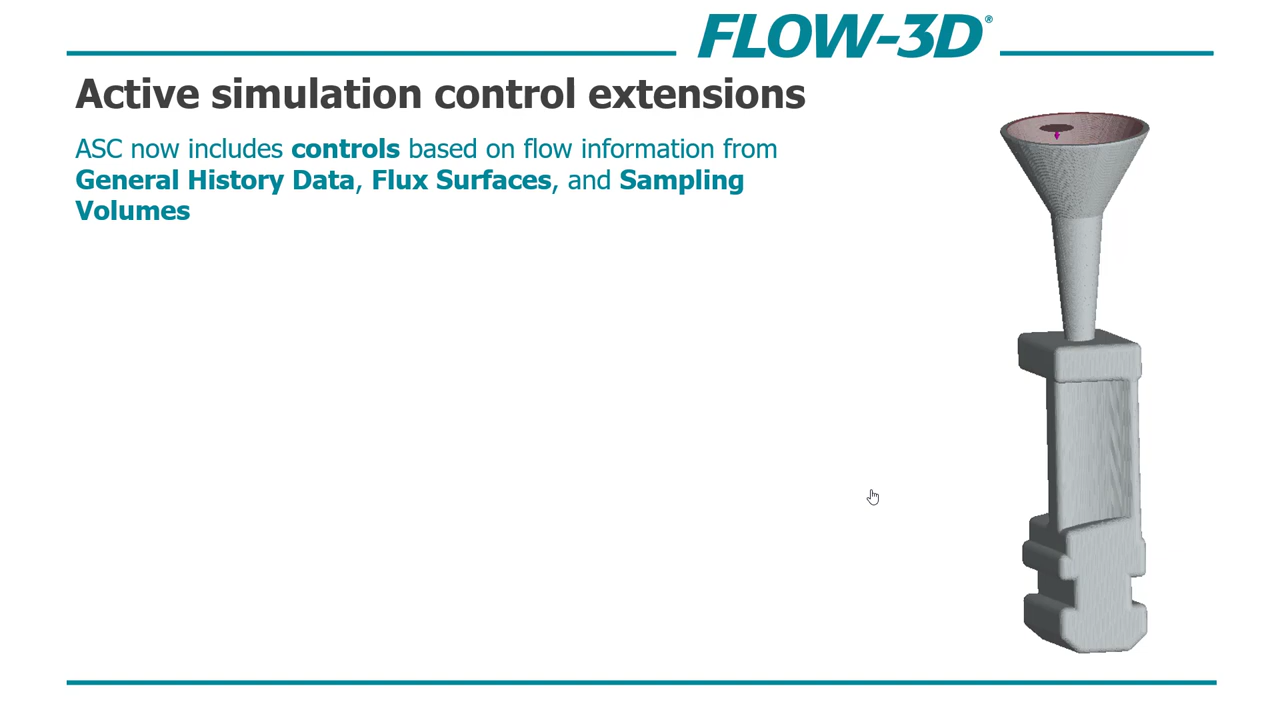 FLOW-3D®
Active simulation control extensions
ASC now includes controls based on flow information from
General History Data, Flux Surfaces, and Sampling
Volumes